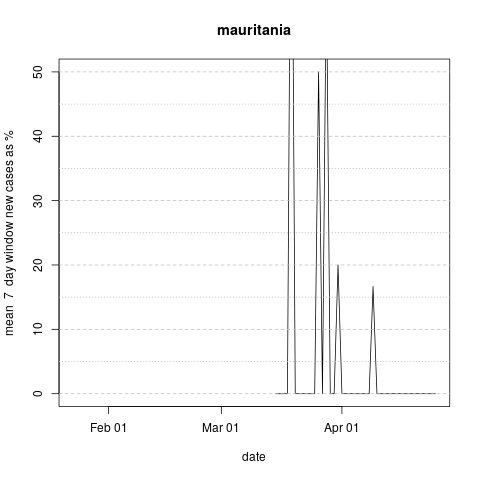 mauritania
mean  7  day window new cases as %
50
40
30
20
10
0
Feb 01
Mar 01
Apr 01
date